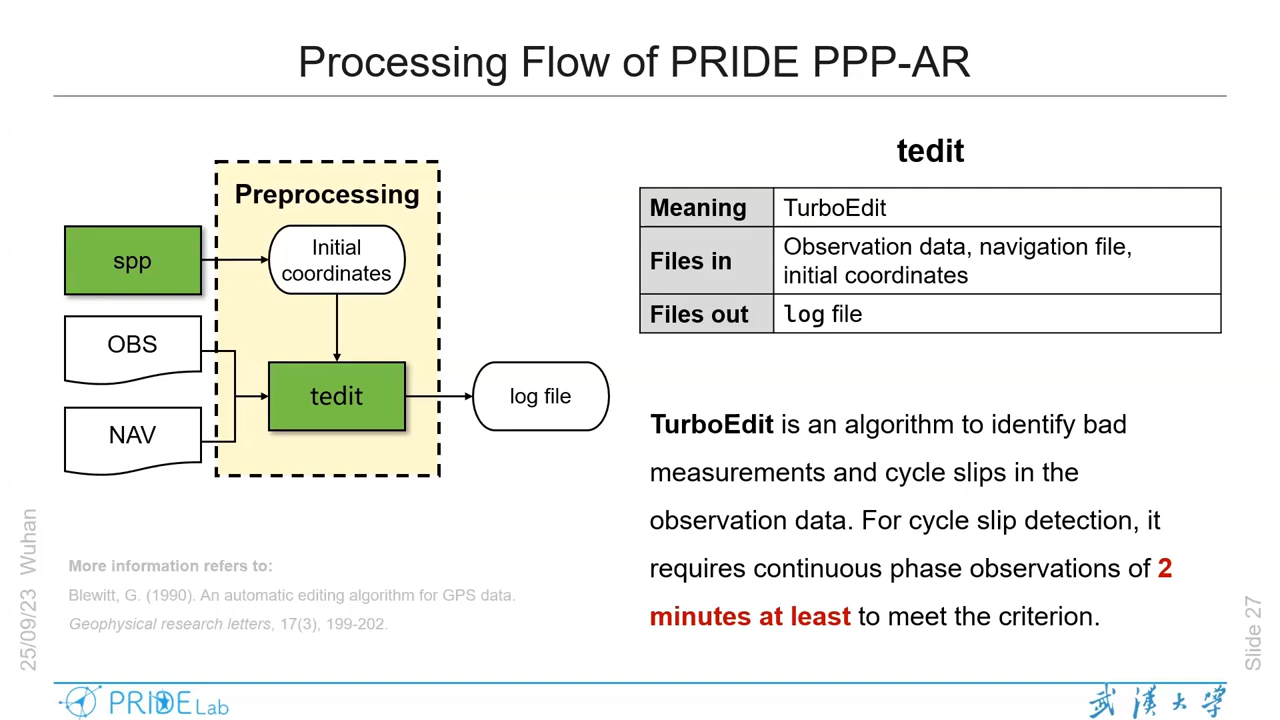 Processing Flow of PRIDE PPP-AR
Preprocessing
spp
Initial
coordinates
OBS
NAV
tedit
log file
tedit
Meaning
TurboEdit
Files in
Observation data, navigation file,
initial coordinates
Files out
log file
TurboEdit is an algorithm to identify bad
measurements and cycle slips in the
observation data. For cycle slip detection, it
requires continuous phase observations of 2
minutes at least to meet the criterion.
More information refers to:
Blewitt, G. (1990). An automatic editing algorithm for GPS data.
Geophysical research letters, 17(3), 199-202.
25/09/23 Wuhan
Slide 27
PRIDE Lab
武漢大学